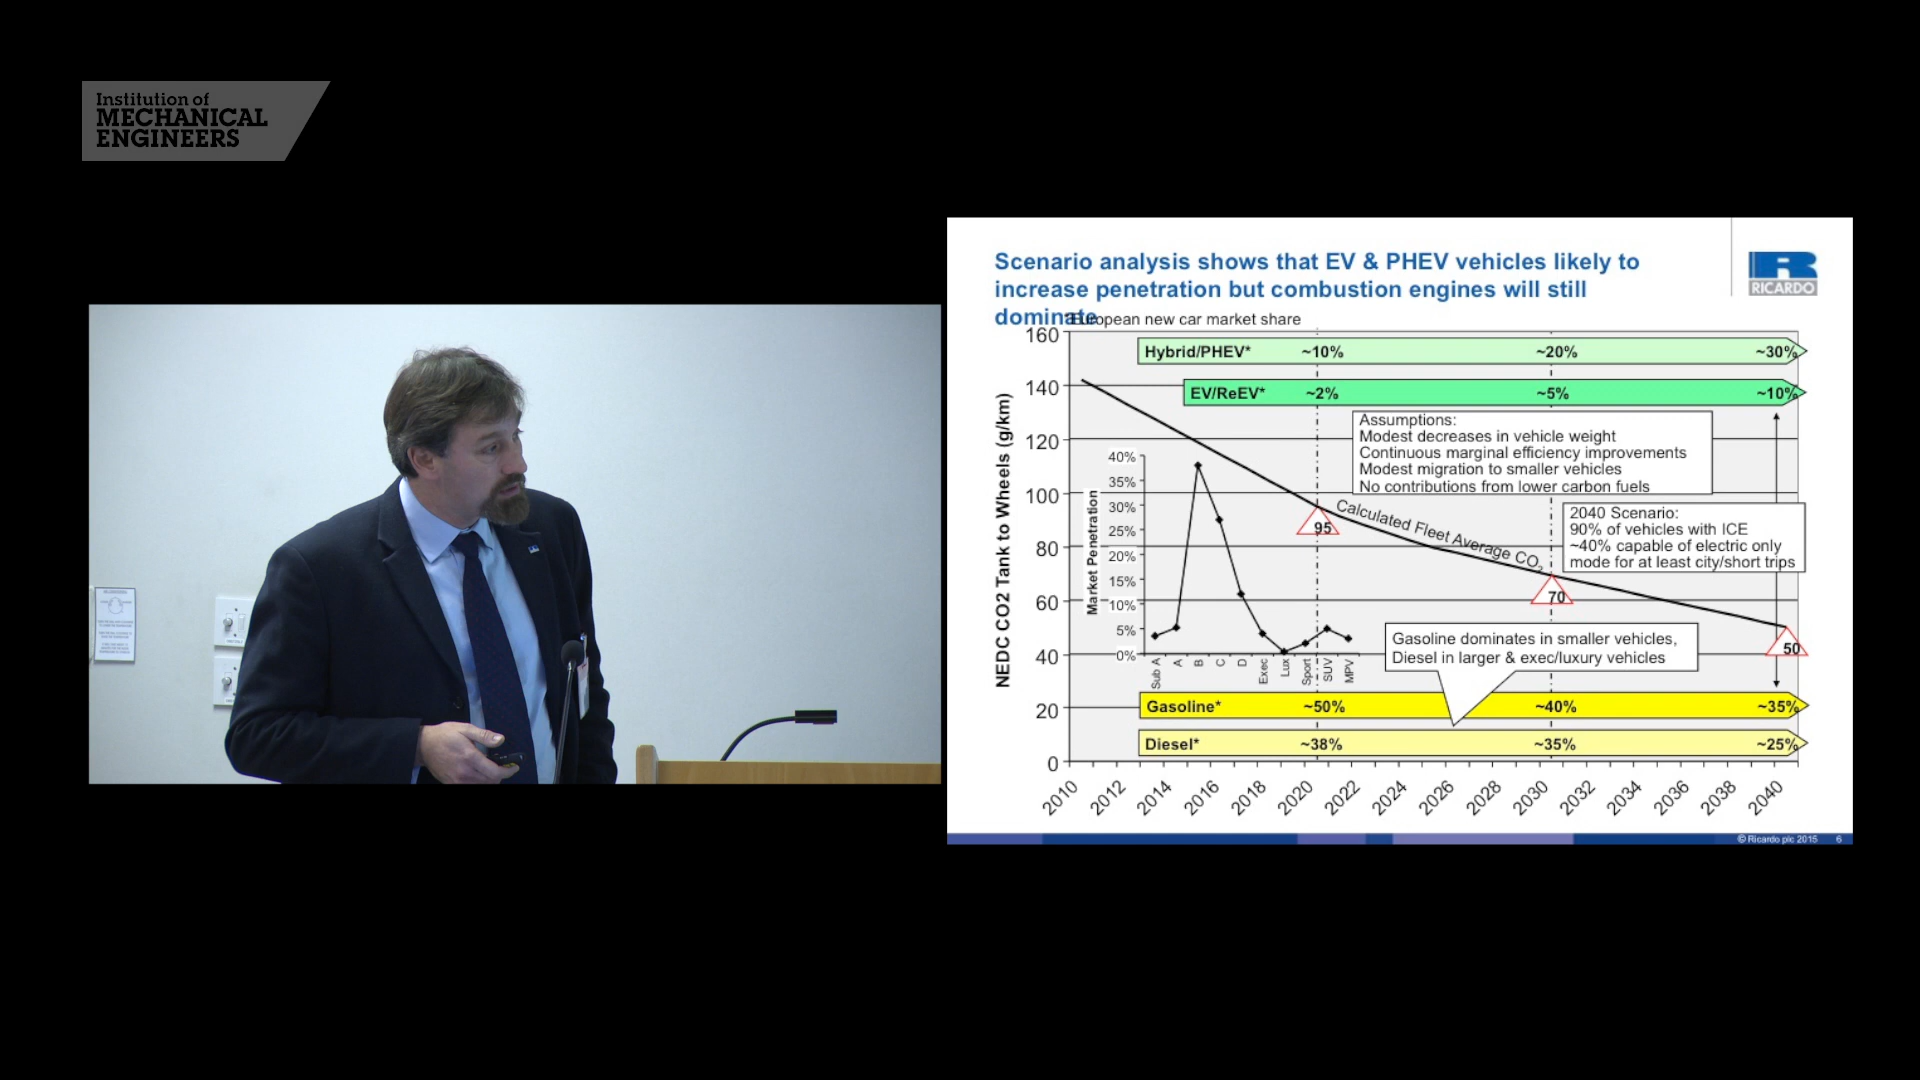 Institution of
MECHANICAL
ENGINEERS
Scenario analysis shows that EV & PHEV vehicles likely to
increase penetration but combustion engines will still
dominate
RICARDO
European new car market share
NEDC CO2 Tank to Wheels (g/km)
160
140
120
100
80
60
40
20
0
Hybrid/PHEV* ~10% ~20% ~30%
EV/ReEV* ~2% ~5% ~10%
Assumptions:
Modest decreases in vehicle weight
Continuous marginal efficiency improvements
Modest migration to smaller vehicles
No contributions from lower carbon fuels
Market Penetration
40%
35%
30%
25%
20%
15%
10%
5%
0%
Sub A
A
B
C
D
Exec
Lux
Sport
SUV
MPV
Calculated Fleet Average CO2
95
70
50
2040 Scenario:
90% of vehicles with ICE
~40% capable of electric only
mode for at least city/short trips
Gasoline dominates in smaller vehicles,
Diesel in larger & exec/luxury vehicles
Gasoline* ~50% ~40% ~35%
Diesel* ~38% ~35% ~25%
2010 2012 2014 2016 2018 2020 2022 2024 2026 2028 2030 2032 2034 2036 2038 2040
© Ricardo plc 2015 6